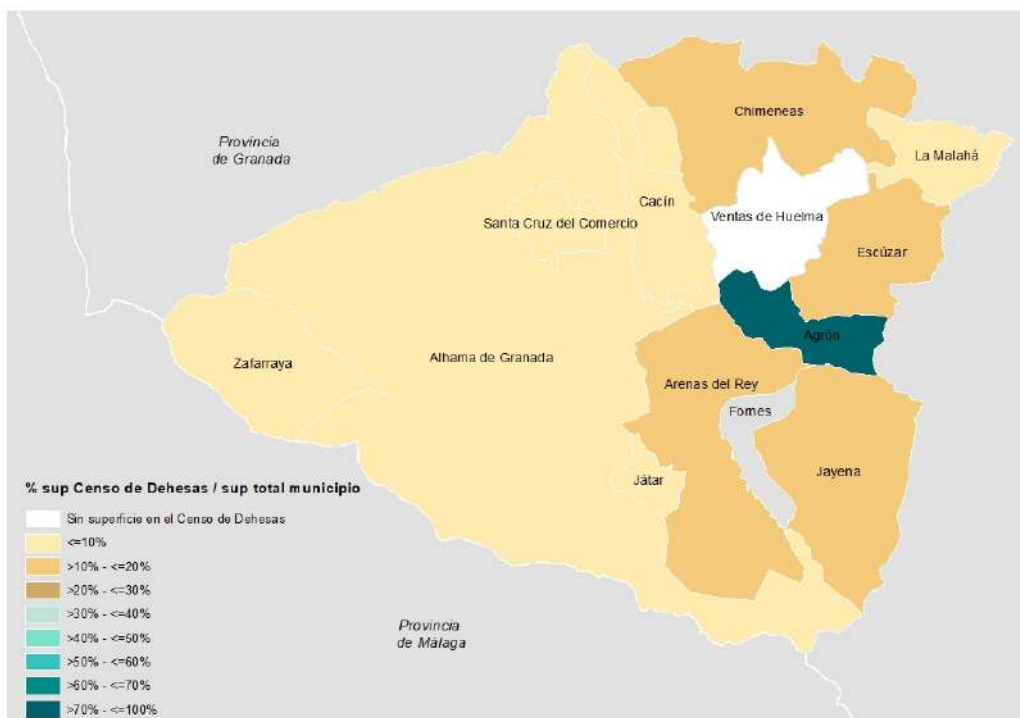 Chimeneas
Provincia
de Granada
La Malahá
Cacín
Ventas de Huelma
Santa Cruz del Comercio
Escúzar
Agrón
Alhama de Granada
Zafarraya
Arenas del Rey
Fornes
Jayena
Játar
% sup Censo de Dehesas / sup total municipio
Sin superficie en el Censo de Dehesas
<=10%
>10% - <=20%
>20% - <=30%
>30% - <=40%
>40% - <=50%
>50% - <=60%
>60% - <=70%
>70% - <=100%
Provincia
de Málaga